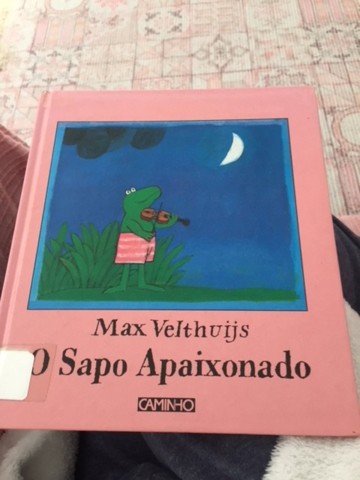 Max Velthuijs
O Sapo Apaixonado
CAMINHO